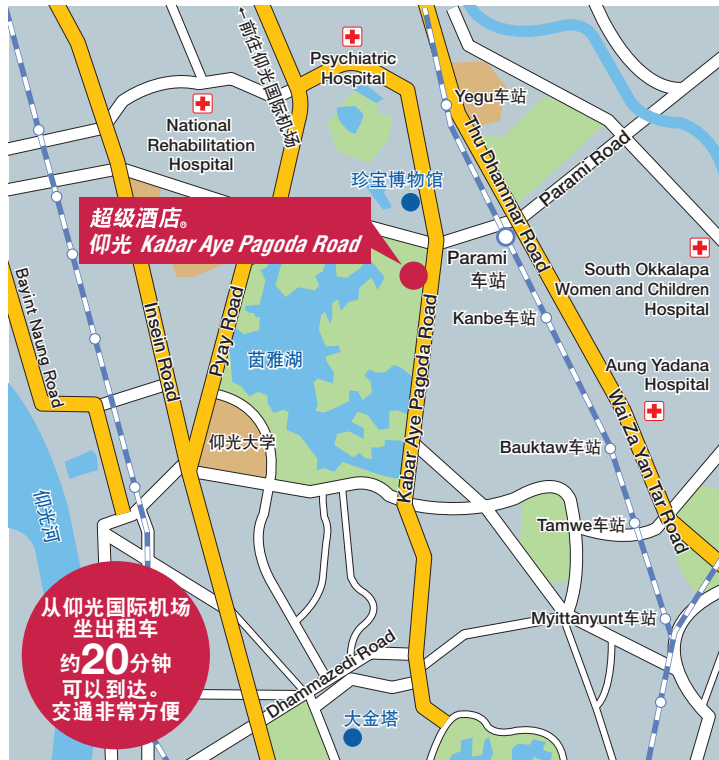 ←前往仰光国际机场
Psychiatric
Hospital
Yegu车站
National
Rehabilitation
Hospital
Thu Dhammar Road
Parami Road
珍宝博物馆
超级酒店。
仰光 Kabar Aye Pagoda Road
Parami
车站
South Okkalapa
Women and Children
Hospital
Bayint Naung Road
Insein Road
Pyay Road
Kabar Aye Pagoda Road
Kanbe车站
茵雅湖
Aung Yadana
Hospital
Wai Za Yan Tar Road
仰光大学
Bauktaw车站
仰光河
Tamwe车站
从仰光国际机场
坐出租车
约20分钟
可以到达。
交通非常方便
Myittanyunt车站
Dhammazedi Road
大金塔